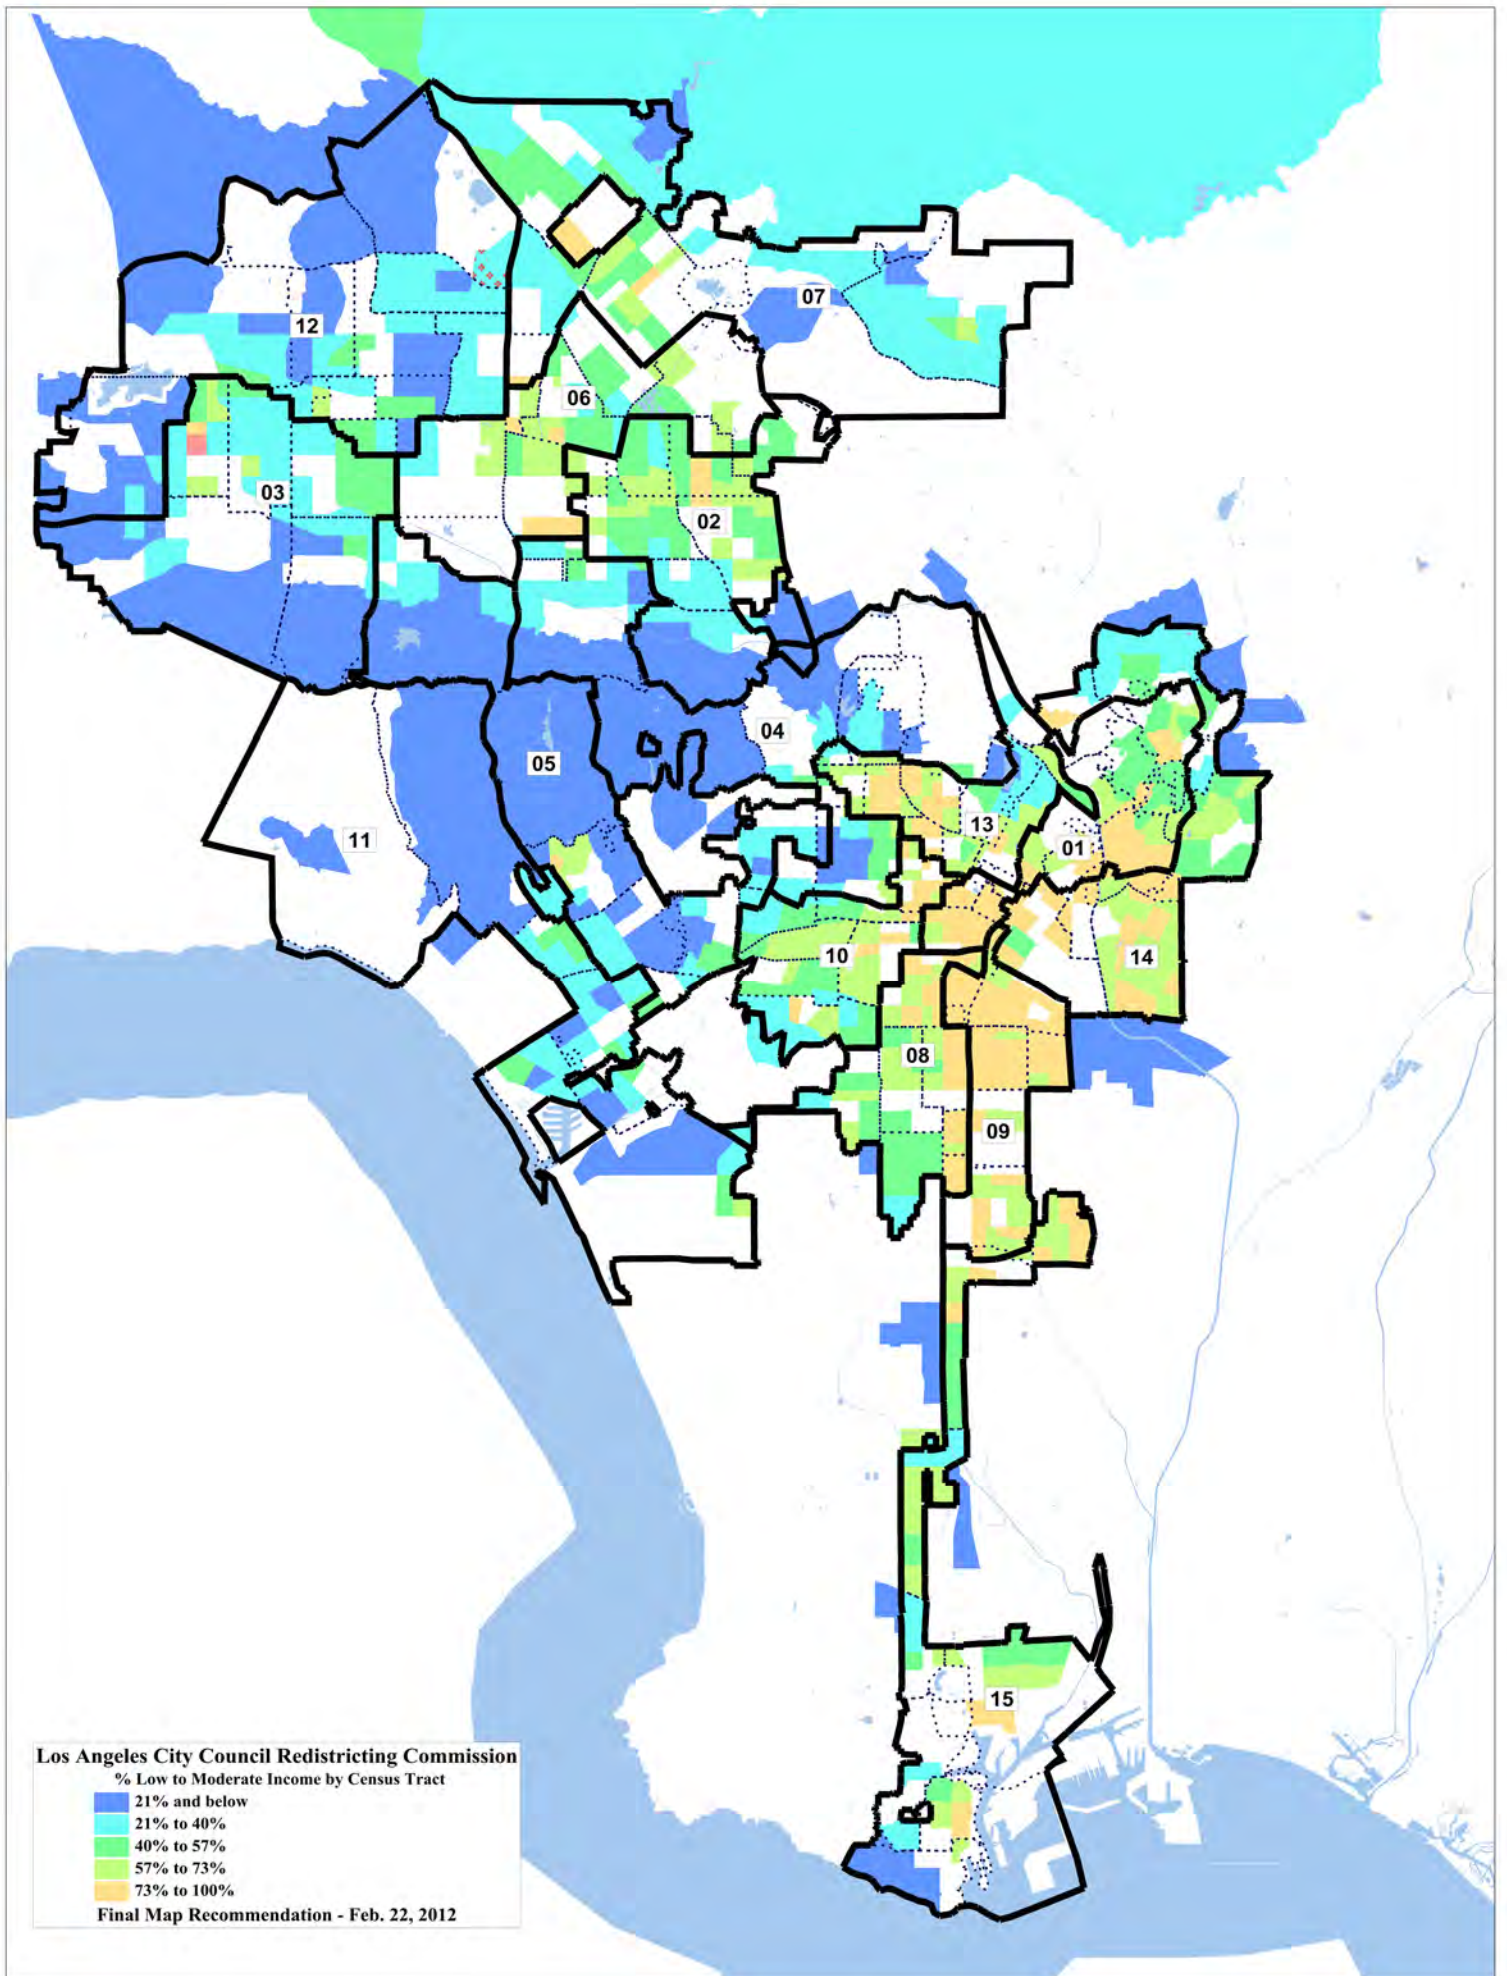 07
12
06
03
02
04
05
13
11
01
10
14
08
09
15
Los Angeles City Council Redistricting Commission
% Low to Moderate Income by Census Tract
21% and below
21% to 40%
40% to 57%
57% to 73%
73% to 100%
Final Map Recommendation - Feb. 22, 2012